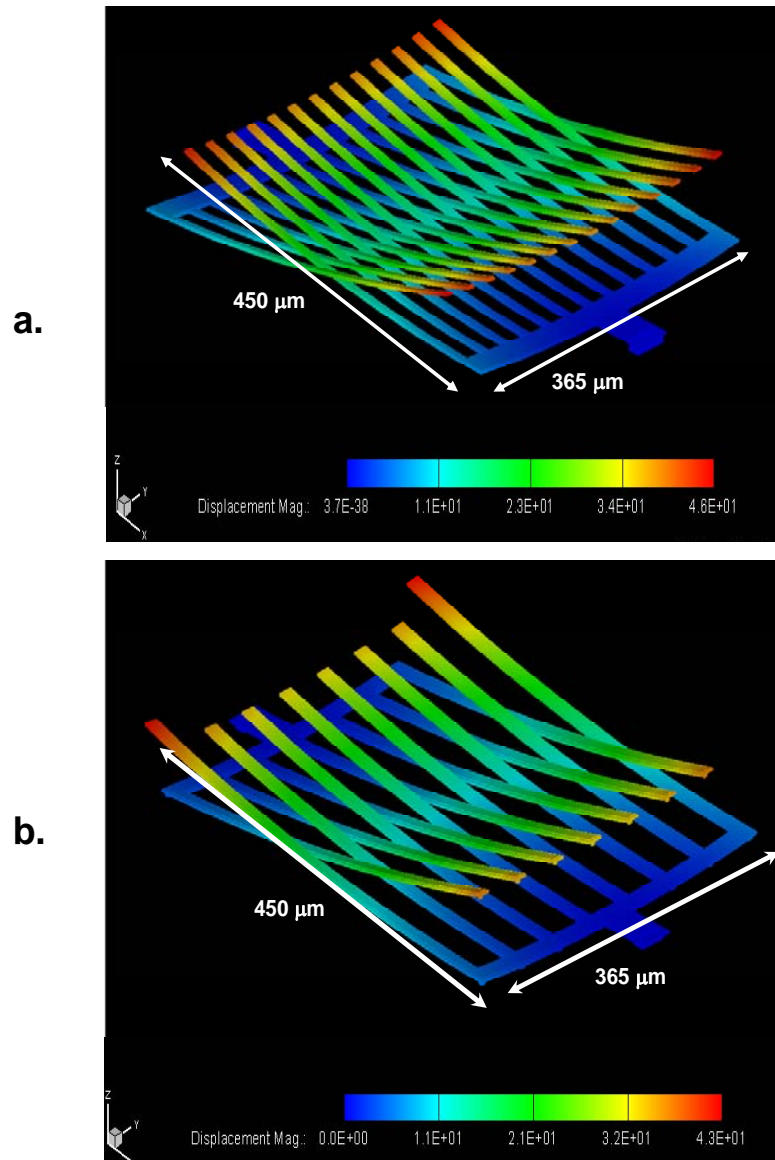 a.
450 μm
365 μm
Z
Y
X
Displacement Mag.: 3.7E-38 1.1E+01 2.3E+01 3.4E+01 4.6E+01
b.
450 μm
365 μm
Z
Y
Displacement Mag.: 0.0E+00 1.1E+01 2.1E+01 3.2E+01 4.3E+01